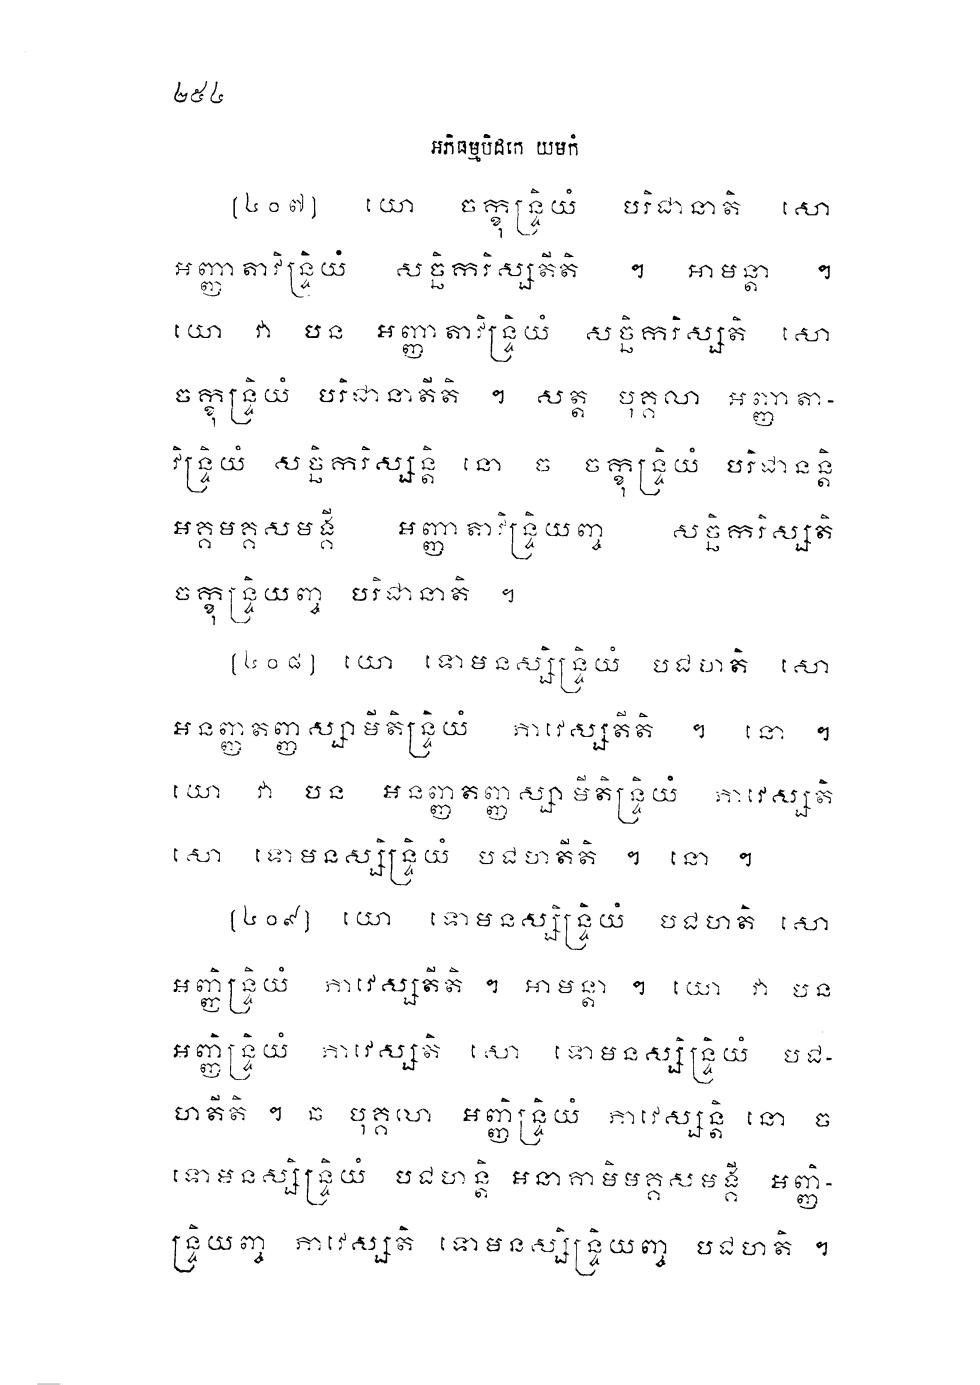 ២៥៤
អភិធម្មបិដកេ យមកំ
[៤០៧] យោ ចក្ខុន្ទ្រិយំ បរិជានាតិ សោ
អញ្ញាតាវិន្ទ្រិយំ សច្ឆិករិស្សតីតិ ។ អាមន្តា ។
យោ វា បន អញ្ញាតាវិន្ទ្រិយំ សច្ឆិករិស្សតិ សោ
ចក្ខុន្ទ្រិយំ បរិជានាតីតិ ។ សត្ត បុគ្គលា អញ្ញាតា-
វិន្ទ្រិយំ សច្ឆិករិស្សន្តិ នោ ច ចក្ខុន្ទ្រិយំ បរិជានន្តិ
អគ្គមគ្គសមង្គី អញ្ញាតាវិន្ទ្រិយញ្ច សច្ឆិករិស្សតិ
ចក្ខុន្ទ្រិយញ្ច បរិជានាតិ ។
[៤០៨] យោ ទោមនស្សិន្ទ្រិយំ បជហតិ សោ
អនញ្ញតញ្ញស្សាមីតិន្ទ្រិយំ ភាវេស្សតីតិ ។ នោ ។
យោ វា បន អនញ្ញតញ្ញស្សាមីតិន្ទ្រិយំ ភាវេស្សតិ
សោ ទោមនស្សិន្ទ្រិយំ បជហតីតិ ។ នោ ។
[៤០៩] យោ ទោមនស្សិន្ទ្រិយំ បជហតិ សោ
អញ្ញិន្ទ្រិយំ ភាវេស្សតីតិ ។ អាមន្តា ។ យោ វា បន
អញ្ញិន្ទ្រិយំ ភាវេស្សតិ សោ ទោមនស្សិន្ទ្រិយំ បជ-
ហតីតិ ។ ឆ បុគ្គលា អញ្ញិន្ទ្រិយំ ភាវេស្សន្តិ នោ ច
ទោមនស្សិន្ទ្រិយំ បជហន្តិ អនាគាមិមគ្គសមង្គី អញ្ញិ-
ន្ទ្រិយញ្ច ភាវេស្សតិ ទោមនស្សិន្ទ្រិយញ្ច បជហតិ ។